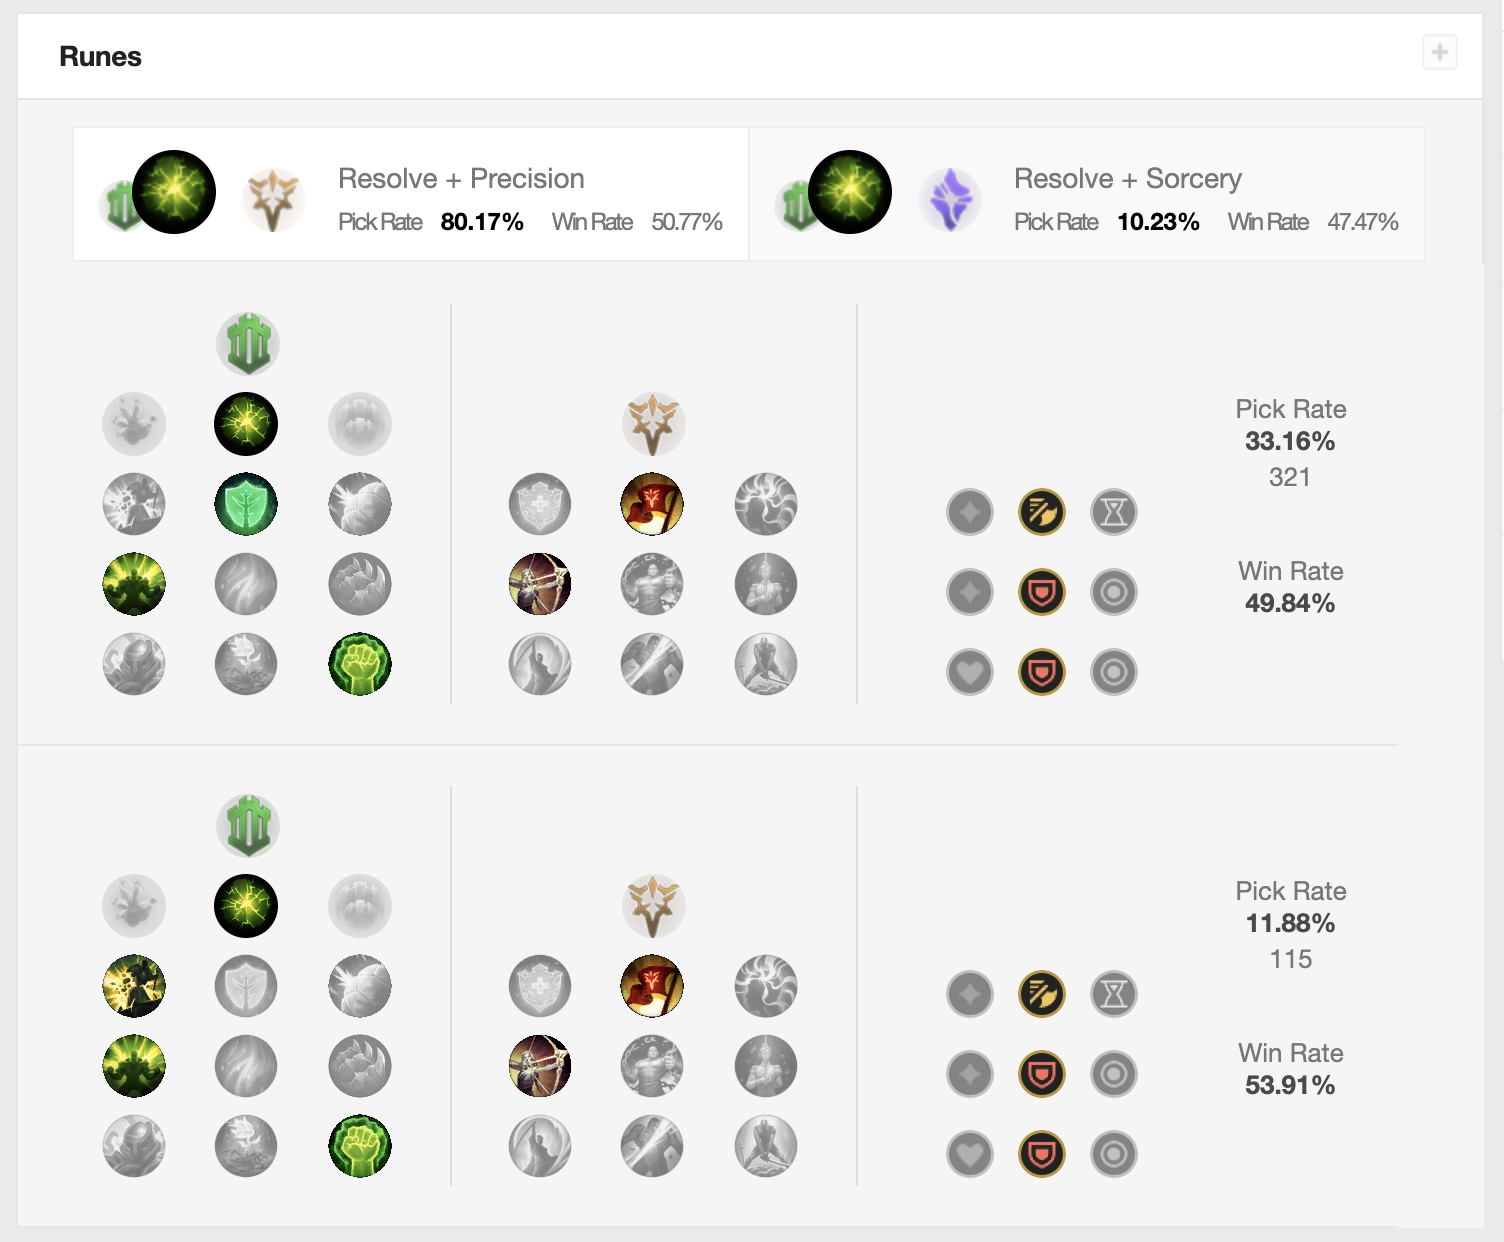 Runes
Resolve + Precision
Pick Rate 80.17% Win Rate 50.77%
Resolve + Sorcery
Pick Rate 10.23% Win Rate 47.47%
Pick Rate
33.16%
321
Win Rate
49.84%
Pick Rate
11.88%
115
Win Rate
53.91%